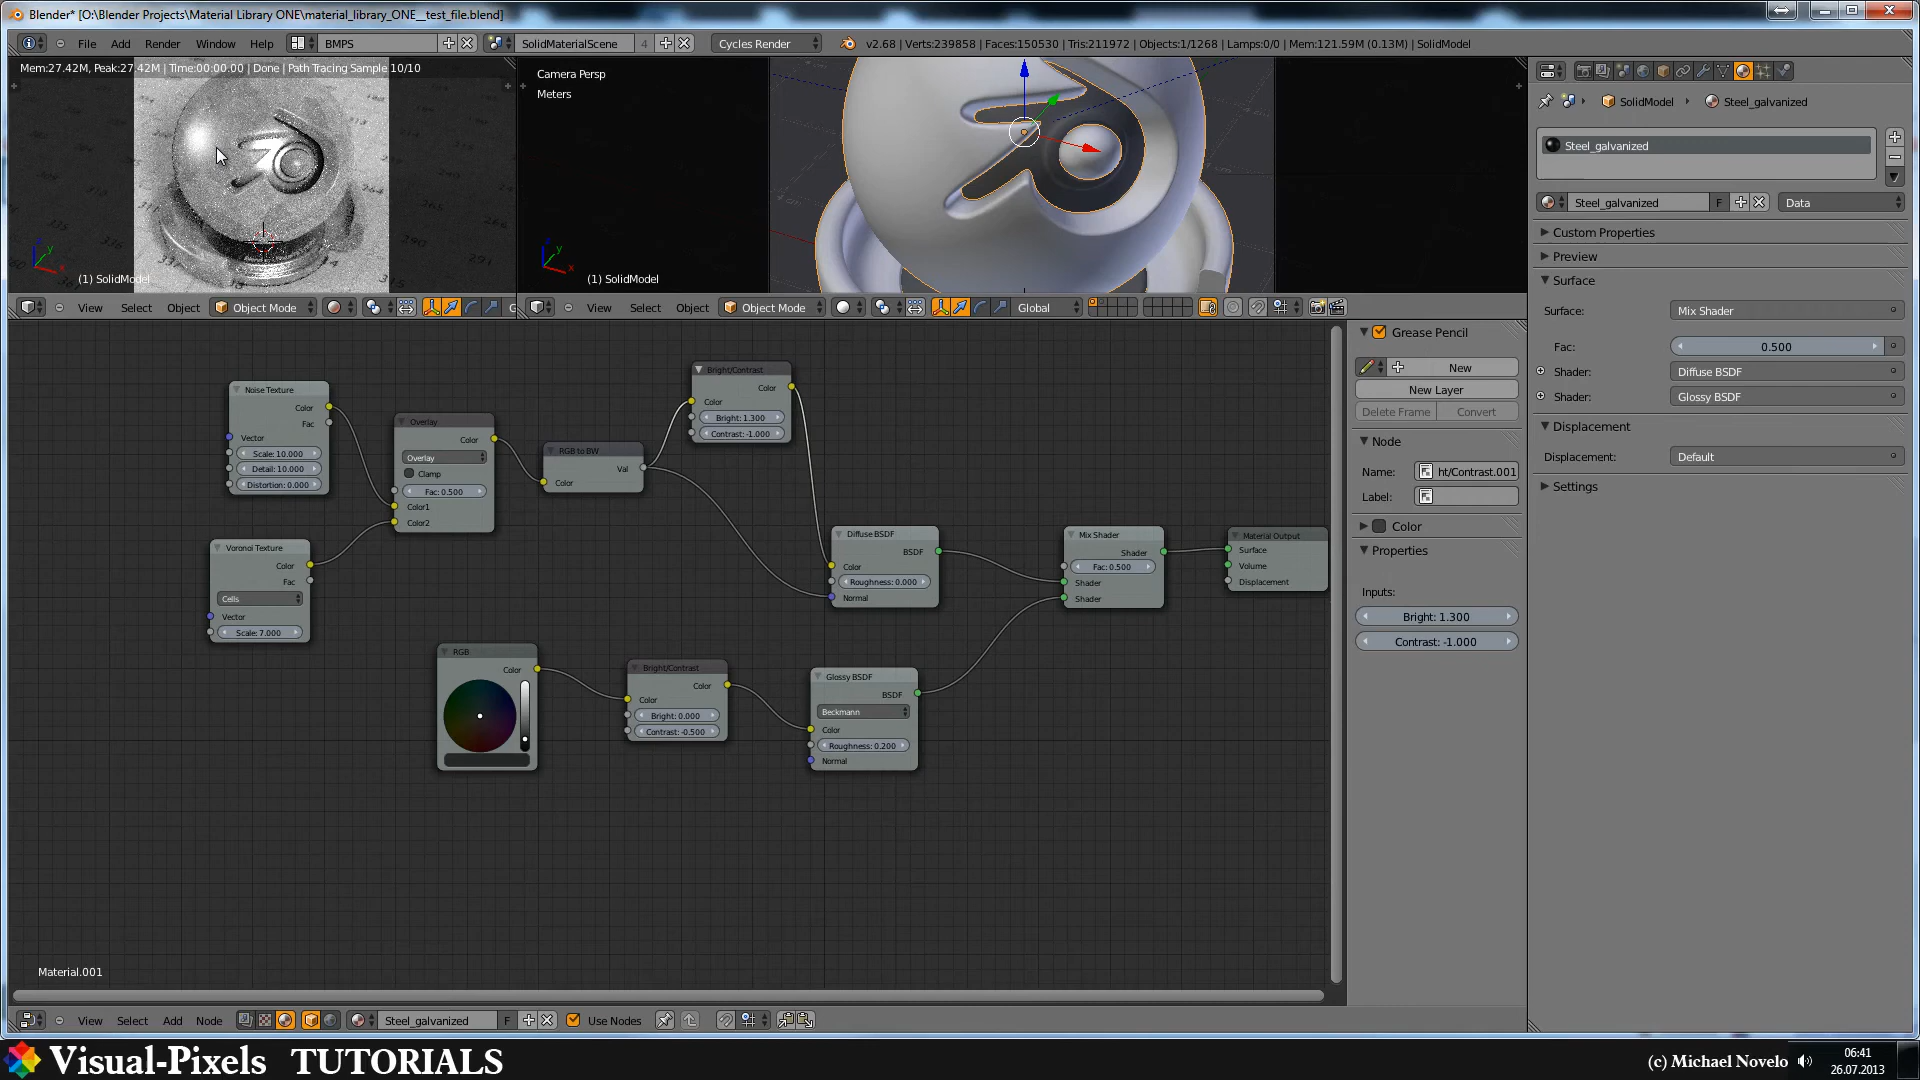 Blender* [O:\Blender Projects\Material Library ONE\material_library_ONE__test_file.blend]
File Add Render Window Help BMPS SolidMaterialScene 4 Cycles Render v2.68 | Verts:239858 | Faces:150530 | Tris:211972 | Objects:1/1268 | Lamps:0/0 | Mem:121.59M (0.13M) | SolidModel
Mem:27.42M, Peak:27.42M | Time:00:00.00 | Done | Path Tracing Sample 10/10
(1) SolidModel
Camera Persp
Meters
(1) SolidModel
View Select Object Object Mode
View Select Object Object Mode Global
Noise Texture
Color
Fac
Vector
Scale: 10.000
Detail: 10.000
Distortion: 0.000
Voronoi Texture
Color
Fac
Cells
Vector
Scale: 7.000
Overlay
Color
Overlay
Clamp
Fac: 0.500
Color1
Color2
RGB to BW
Val
Color
Bright/Contrast
Color
Color
Bright: 1.300
Contrast: -1.000
Diffuse BSDF
BSDF
Color
Roughness: 0.000
Normal
Mix Shader
Shader
Fac: 0.500
Shader
Shader
Material Output
Surface
Volume
Displacement
RGB
Color
Bright/Contrast
Color
Color
Bright: 0.000
Contrast: -0.500
Glossy BSDF
BSDF
Beckmann
Color
Roughness: 0.200
Normal
Material.001
View Select Add Node Steel_galvanized F Use Nodes
Grease Pencil
New
New Layer
Delete Frame Convert
Node
Name: ht/Contrast.001
Label:
Color
Properties
Inputs:
Bright: 1.300
Contrast: -1.000
SolidModel Steel_galvanized
Steel_galvanized
Steel_galvanized F Data
Custom Properties
Preview
Surface
Surface: Mix Shader
Fac: 0.500
Shader: Diffuse BSDF
Shader: Glossy BSDF
Displacement
Displacement: Default
Settings
Visual-Pixels TUTORIALS
(c) Michael Novelo
06:41
26.07.2013